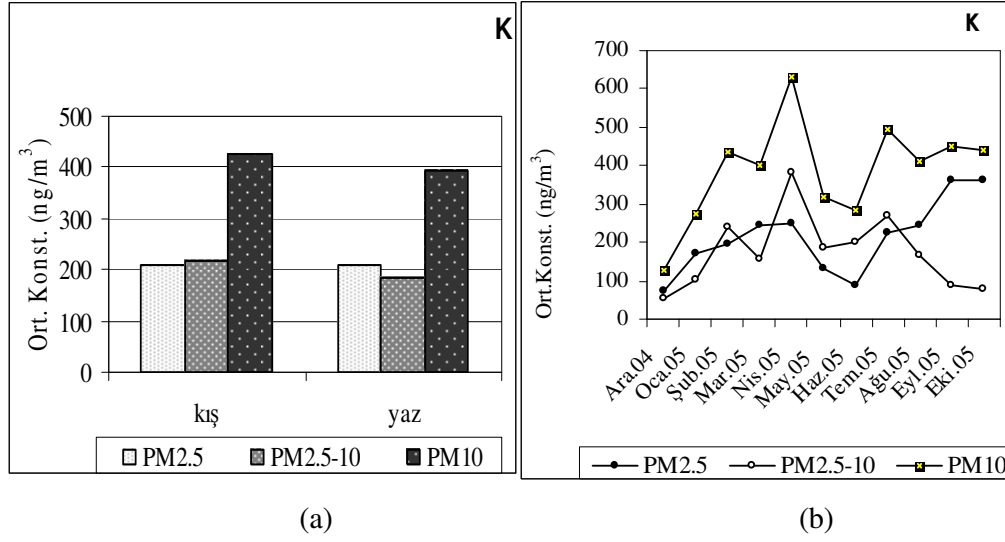 K
Ort. Konst. (ng/m³)
500
400
300
200
100
0
kış
yaz
PM2.5 PM2.5-10 PM10
(a)
K
Ort.Konst. (ng/m³)
700
600
500
400
300
200
100
0
Ara.04
Oca.05
Şub.05
Mar.05
Nis.05
May.05
Haz.05
Tem.05
Ağu.05
Eyl.05
Eki.05
PM2.5 PM2.5-10 PM10
(b)